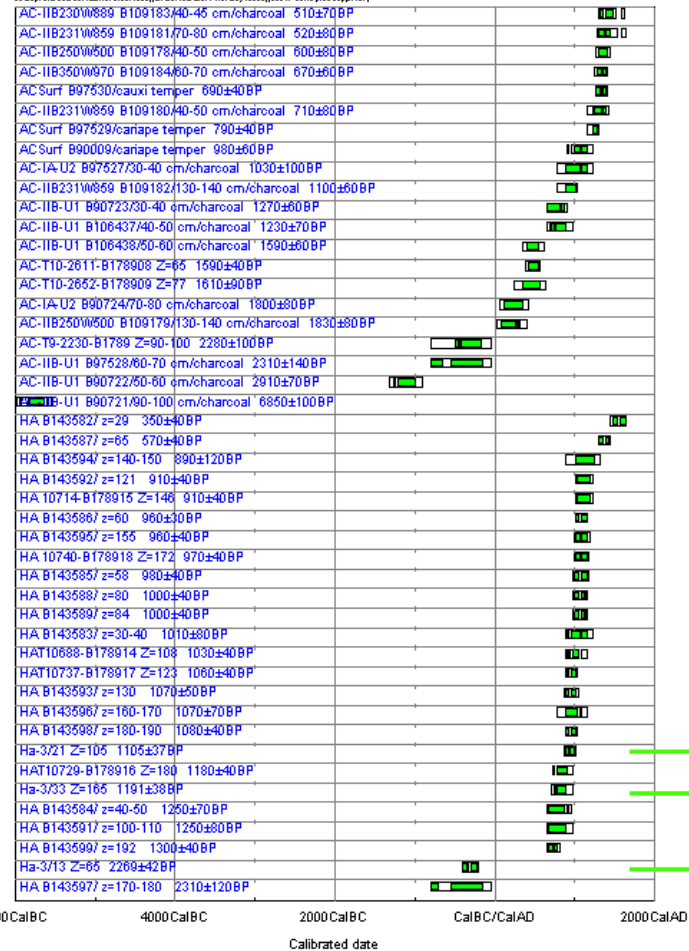 AC-IIB230W889 B109183/40-45 cm/charcoal 510±70BP
AC-IIB231W859 B109181/70-80 cm/charcoal 520±80BP
AC-IIB250W500 B109178/40-50 cm/charcoal 600±80BP
AC-IIB350W970 B109184/60-70 cm/charcoal 670±60BP
ACSurf B97530/cauxi temper 690±40BP
AC-IIB231W859 B109180/40-50 cm/charcoal 710±80BP
ACSurf B97529/cariape temper 790±40BP
ACSurf B90009/cariape temper 980±60BP
AC-IA-U2 B97527/30-40 cm/charcoal 1030±100BP
AC-IIB231W859 B109182/130-140 cm/charcoal 1100±60BP
AC-IIB-U1 B90723/30-40 cm/charcoal 1270±60BP
AC-IIB-U1 B106437/40-50 cm/charcoal 1230±70BP
AC-IIB-U1 B106438/50-60 cm/charcoal 1590±60BP
AC-T10-2611-B178908 Z=65 1590±40BP
AC-T10-2652-B178909 Z=77 1610±90BP
AC-IA-U2 B90724/70-80 cm/charcoal 1800±80BP
AC-IIB250W500 B109179/130-140 cm/charcoal 1830±80BP
AC-T9-2230-B1789 Z=90-100 2280±100BP
AC-IIB-U1 B97528/60-70 cm/charcoal 2310±140BP
AC-IIB-U1 B90722/50-60 cm/charcoal 2910±70BP
B-U1 B90721/90-100 cm/charcoal 6850±100BP
HA B143582/ z=29 350±40BP
HA B143587/ z=65 570±40BP
HA B143594/ z=140-150 890±120BP
HA B143592/ z=121 910±40BP
HA 10714-B178915 Z=146 910±40BP
HA B143586/ z=60 960±30BP
HA B143595/ z=155 960±40BP
HA 10740-B178918 Z=172 970±40BP
HA B143585/ z=58 980±40BP
HA B143588/ z=80 1000±40BP
HA B143589/ z=84 1000±40BP
HA B143583/ z=30-40 1010±80BP
HAT10688-B178914 Z=108 1030±40BP
HAT10737-B178917 Z=123 1060±40BP
HA B143593/ z=130 1070±50BP
HA B143596/ z=160-170 1070±70BP
HA B143598/ z=180-190 1080±40BP
Ha-3/21 Z=105 1105±37BP
HAT10729-B178916 Z=180 1180±40BP
Ha-3/33 Z=165 1191±38BP
HA B143584/ z=40-50 1250±70BP
HA B143591/ z=100-110 1250±80BP
HA B143599/ z=192 1300±40BP
Ha-3/13 Z=65 2269±42BP
HA B143597/ z=170-180 2310±120BP
00CalBC 4000CalBC 2000CalBC CalBC/CalAD 2000CalAD
Calibrated date